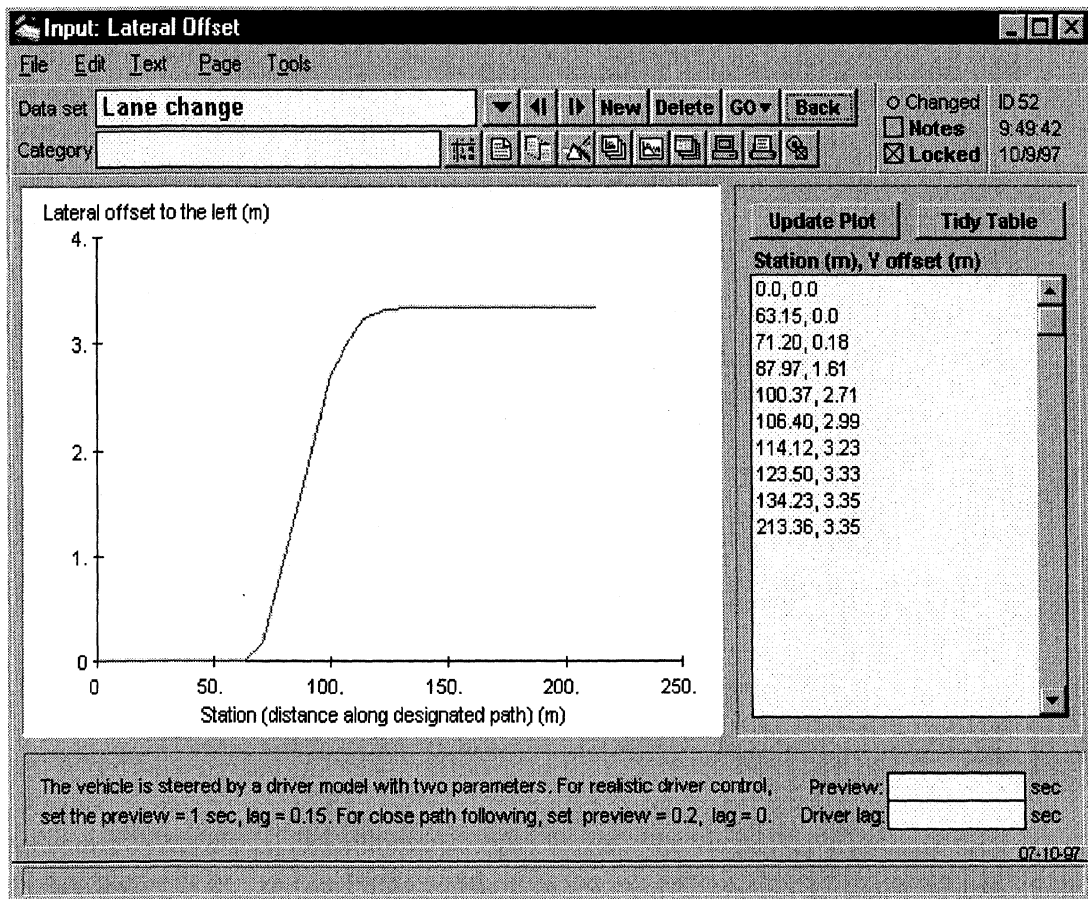 Input: Lateral Offset
File Edit Text Page Tools
Data set Lane change New Delete GO Back Changed ID 52
Notes 9:49:42
Category Locked 10/9/97
Lateral offset to the left (m)
4.
3.
2.
1.
0
0 50. 100. 150. 200. 250.
Station (distance along designated path) (m)
Update Plot Tidy Table
Station (m), Y offset (m)
0.0, 0.0
63.15, 0.0
71.20, 0.18
87.97, 1.61
100.37, 2.71
106.40, 2.99
114.12, 3.23
123.50, 3.33
134.23, 3.35
213.36, 3.35
The vehicle is steered by a driver model with two parameters. For realistic driver control,
set the preview = 1 sec, lag = 0.15. For close path following, set preview = 0.2, lag = 0.
Preview: sec
Driver lag: sec
07-10-97